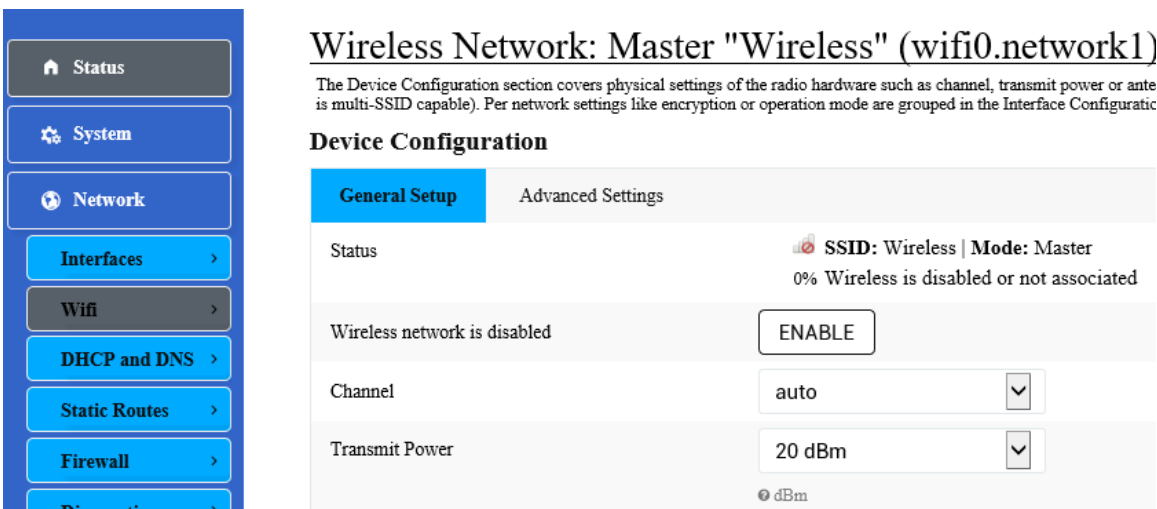 Status
System
Network
Interfaces
Wifi
DHCP and DNS
Static Routes
Firewall
Wireless Network: Master "Wireless" (wifi0.network1)
The Device Configuration section covers physical settings of the radio hardware such as channel, transmit power or
is multi-SSID capable). Per network settings like encryption or operation mode are grouped in the Interface
Device Configuration
General Setup Advanced Settings
Status SSID: Wireless | Mode: Master
0% Wireless is disabled or not associated
Wireless network is disabled ENABLE
Channel auto
Transmit Power 20 dBm
dBm